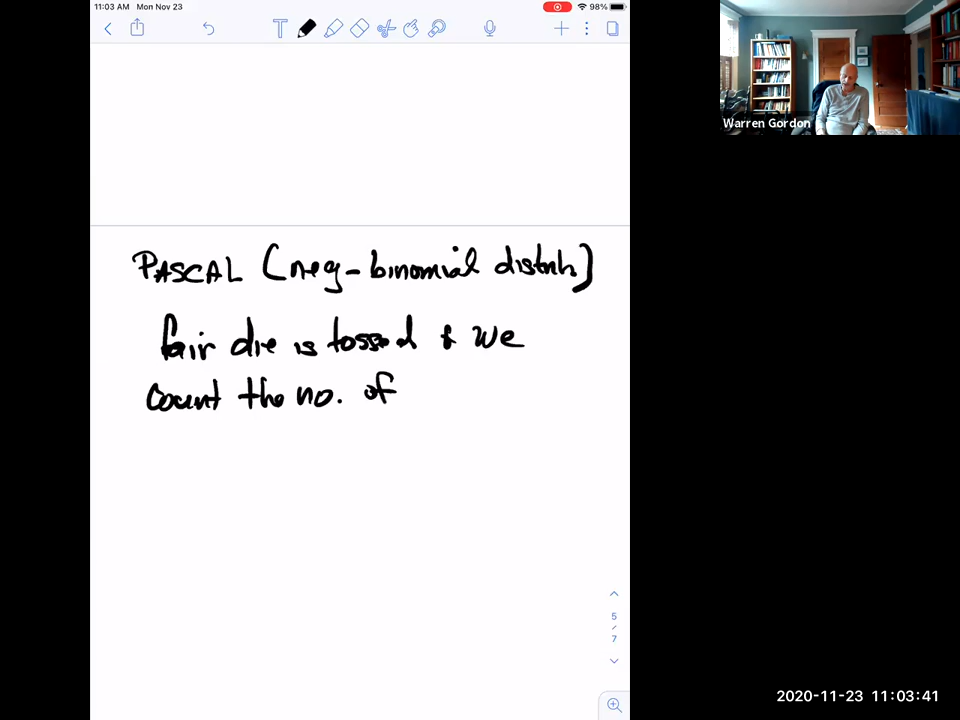 11:03 AM Mon Nov 23
98%
Warren Gordon
PASCAL (neg-binomial distrib)
fair die is tossed & we
count the no. of
5
/
7
2020-11-23 11:03:41